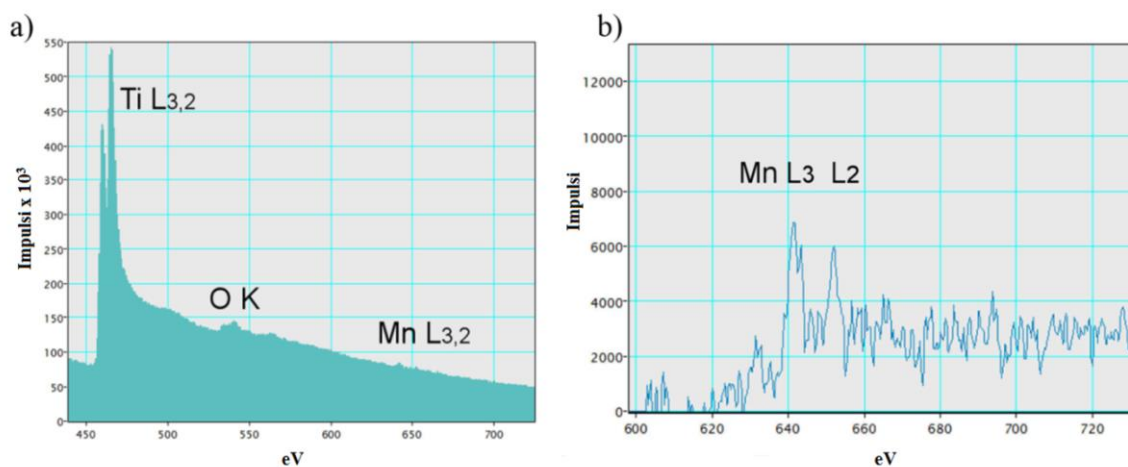 a)
550
500
450
400
350
300
250
200
150
100
50
0
Impulsi x 10³
Ti L3,2
O K
Mn L3,2
450 500 550 600 650 700
eV
b)
12000
10000
8000
6000
4000
2000
0
Impulsi
Mn L3 L2
600 620 640 660 680 700 720
eV